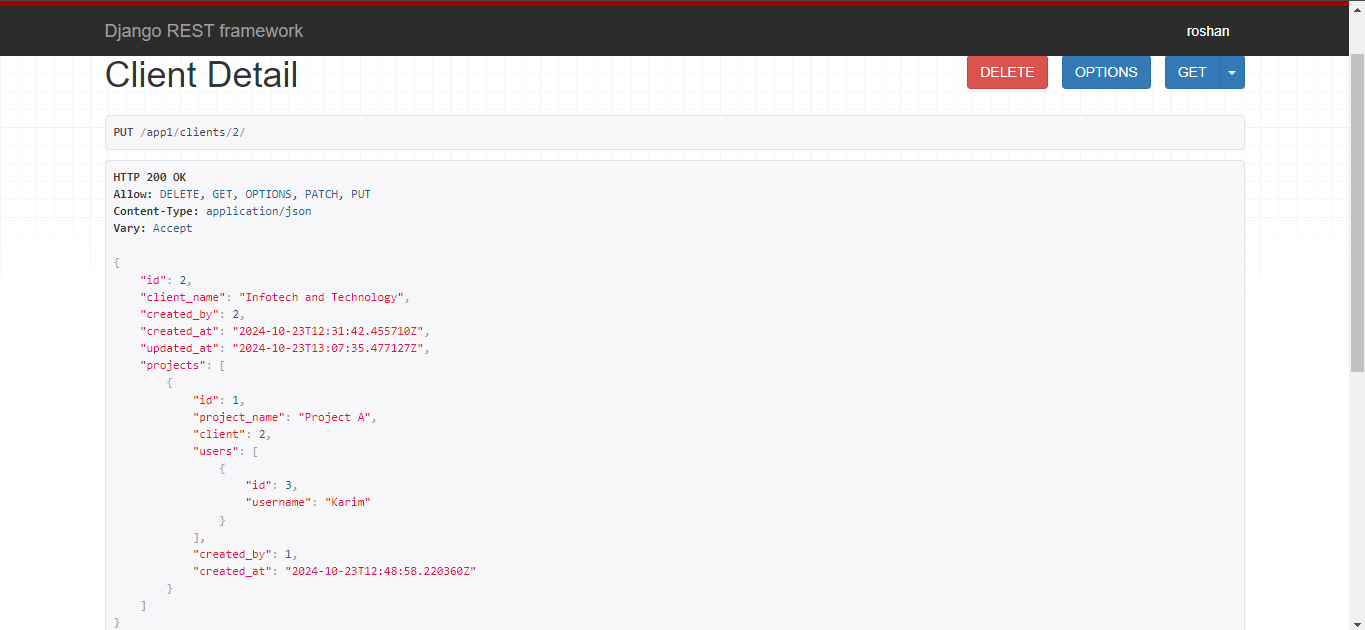 Django REST framework roshan
Client Detail DELETE OPTIONS GET
PUT /app1/clients/2/
HTTP 200 OK
Allow: DELETE, GET, OPTIONS, PATCH, PUT
Content-Type: application/json
Vary: Accept
{
    "id": 2,
    "client_name": "Infotech and Technology",
    "created_by": 2,
    "created_at": "2024-10-23T12:31:42.455710Z",
    "updated_at": "2024-10-23T13:07:35.477127Z",
    "projects": [
        {
            "id": 1,
            "project_name": "Project A",
            "client": 2,
            "users": [
                {
                    "id": 3,
                    "username": "Karim"
                }
            ],
            "created_by": 1,
            "created_at": "2024-10-23T12:48:58.220360Z"
        }
    ]
}